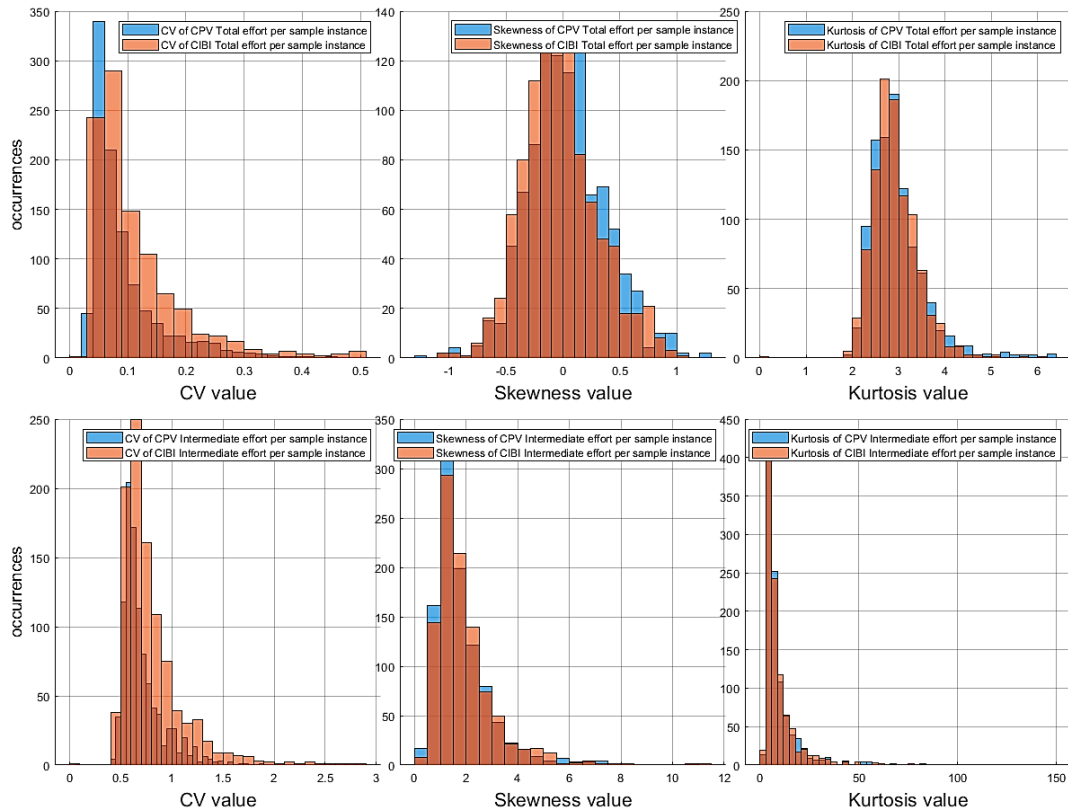 CV of CPV Total effort per sample instance
CV of CIBI Total effort per sample instance
350
300
250
200
150
100
50
0
occurrences
0 0.1 0.2 0.3 0.4 0.5
CV value
Skewness of CPV Total effort per sample instance
Skewness of CIBI Total effort per sample instance
140
120
100
80
60
40
20
0
-1 -0.5 0 0.5 1
Skewness value
Kurtosis of CPV Total effort per sample instance
Kurtosis of CIBI Total effort per sample instance
250
200
150
100
50
0
0 1 2 3 4 5 6
Kurtosis value
CV of CPV Intermediate effort per sample instance
CV of CIBI Intermediate effort per sample instance
250
200
150
100
50
0
occurrences
0 0.5 1 1.5 2 2.5 3
CV value
Skewness of CPV Intermediate effort per sample instance
Skewness of CIBI Intermediate effort per sample instance
350
300
250
200
150
100
50
0
0 2 4 6 8 10
Skewness value
Kurtosis of CPV Intermediate effort per sample instance
Kurtosis of CIBI Intermediate effort per sample instance
450
400
350
300
250
200
150
100
50
0
0 50 100 150
Kurtosis value